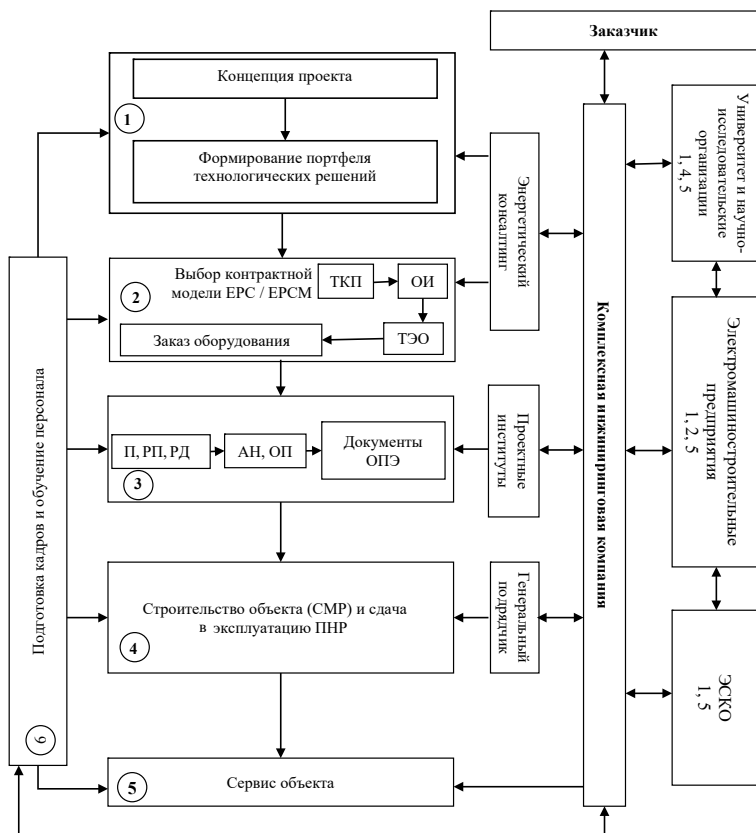 Заказчик
Концепция проекта
1
Формирование портфеля
технологических решений
Выбор контрактной
модели EPC / EPCM
2
ТКП
ОИ
ТЭО
Заказ оборудования
П, РП, РД
АН, ОП
Документы
ОПЭ
3
Строительство объекта (СМР) и сдача
в эксплуатацию ПНР
4
Сервис объекта
5
Подготовка кадров и обучение персонала
6
Энергетический
консалтинг
Проектные
институты
Генеральный
подрядчик
Комплексная инжиниринговая компания
Университет и научно-
исследовательские
организации
1, 4, 5
Электромашиностроительные
предприятия
1, 2, 5
ЭСКО
1, 5